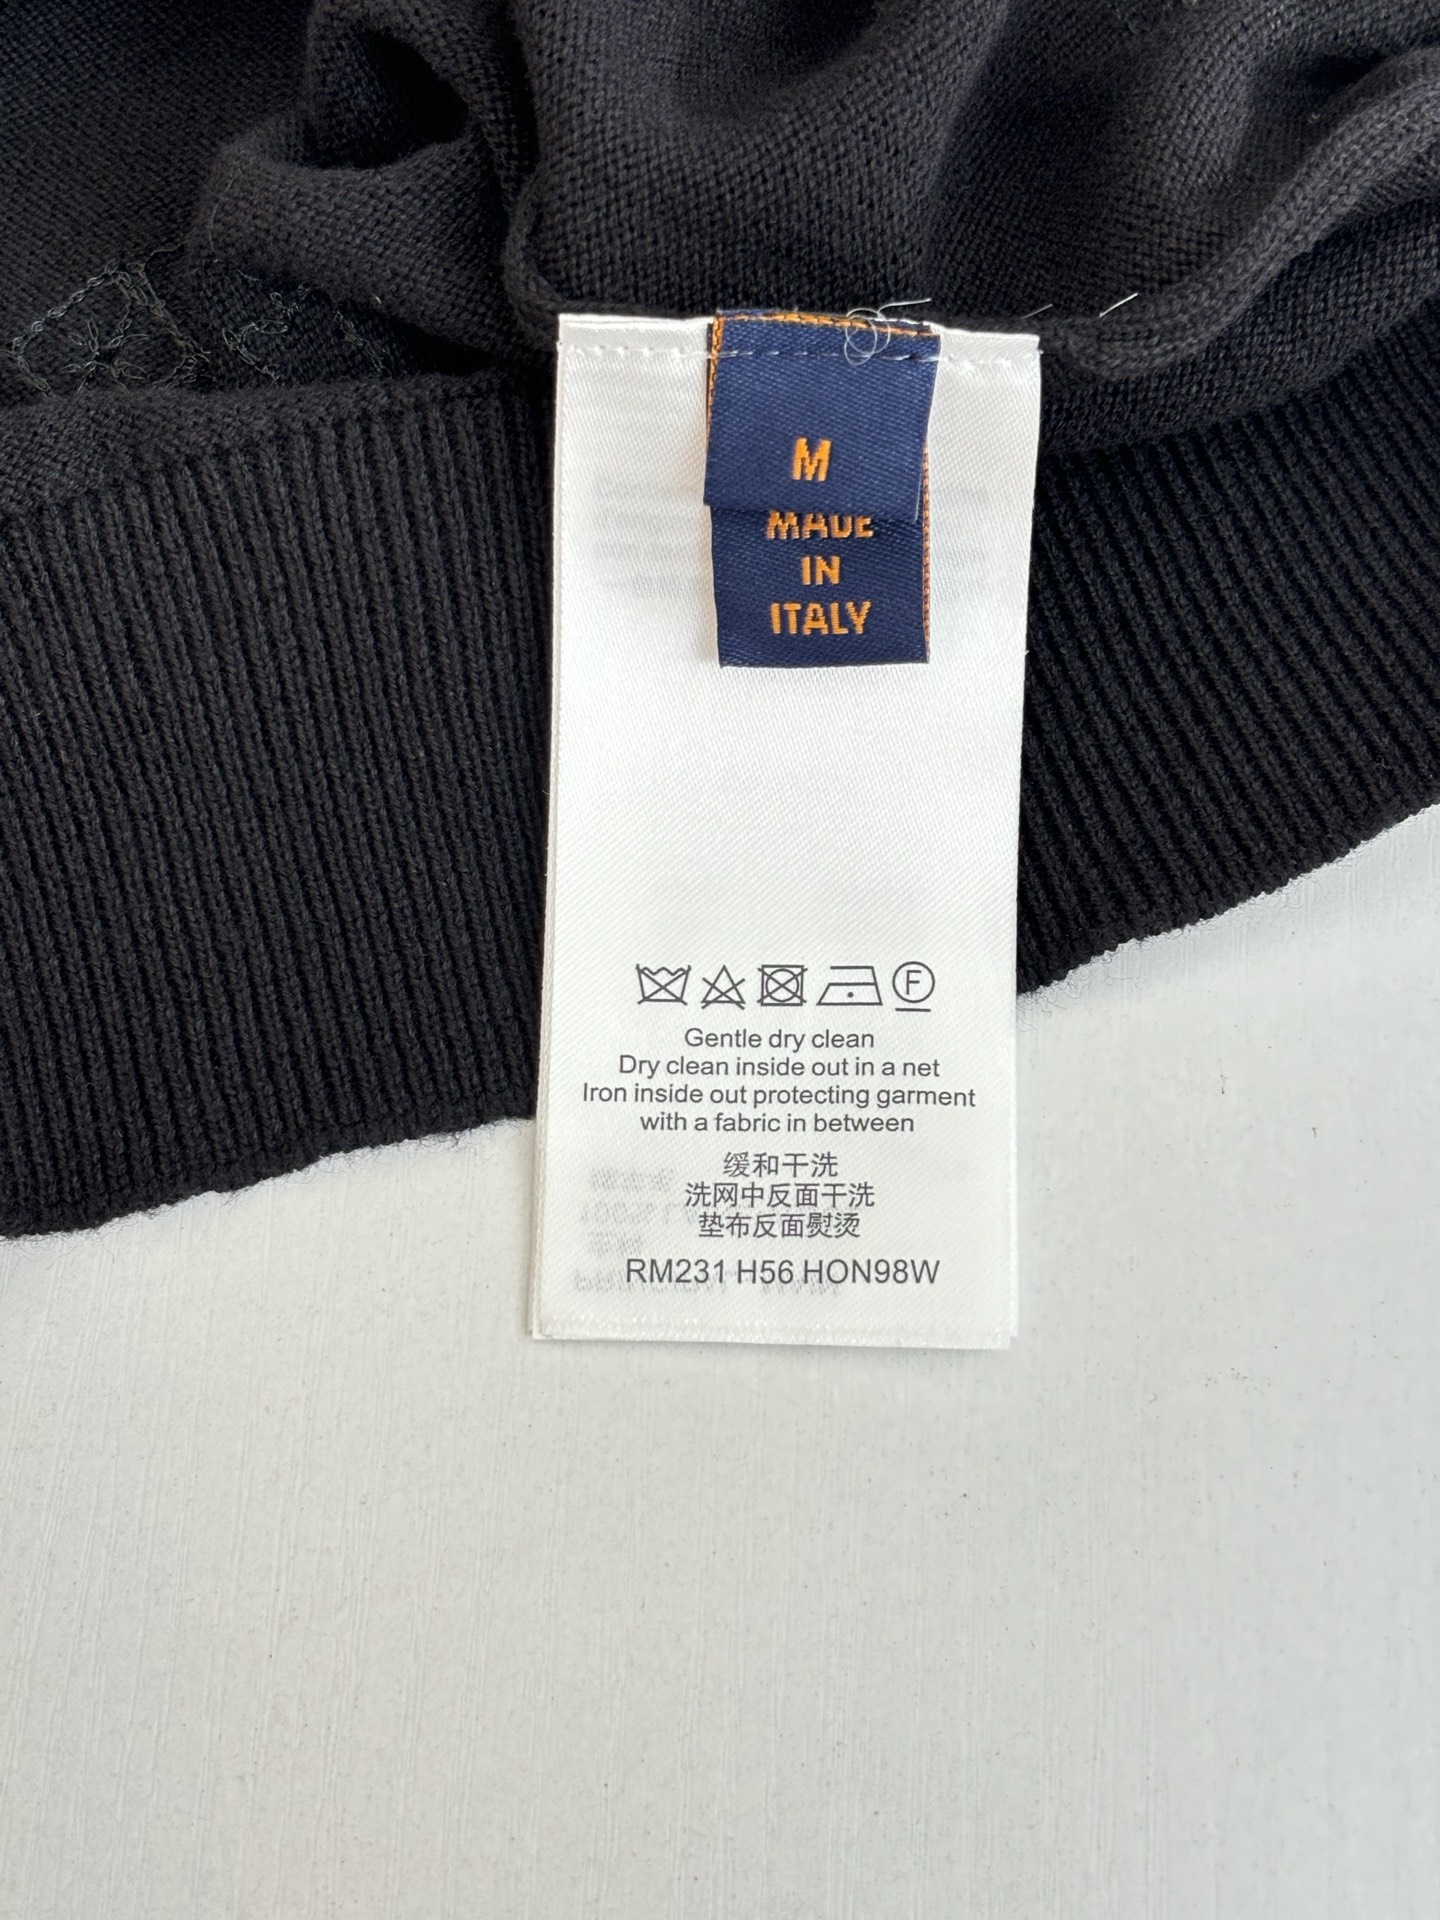 M
MADE
IN
ITALY
F
Gentle dry clean
Dry clean inside out in a net
Iron inside out protecting garment
with a fabric in between
缓和干洗
洗网中反面干洗
垫布反面熨烫
RM231 H56 HON98W